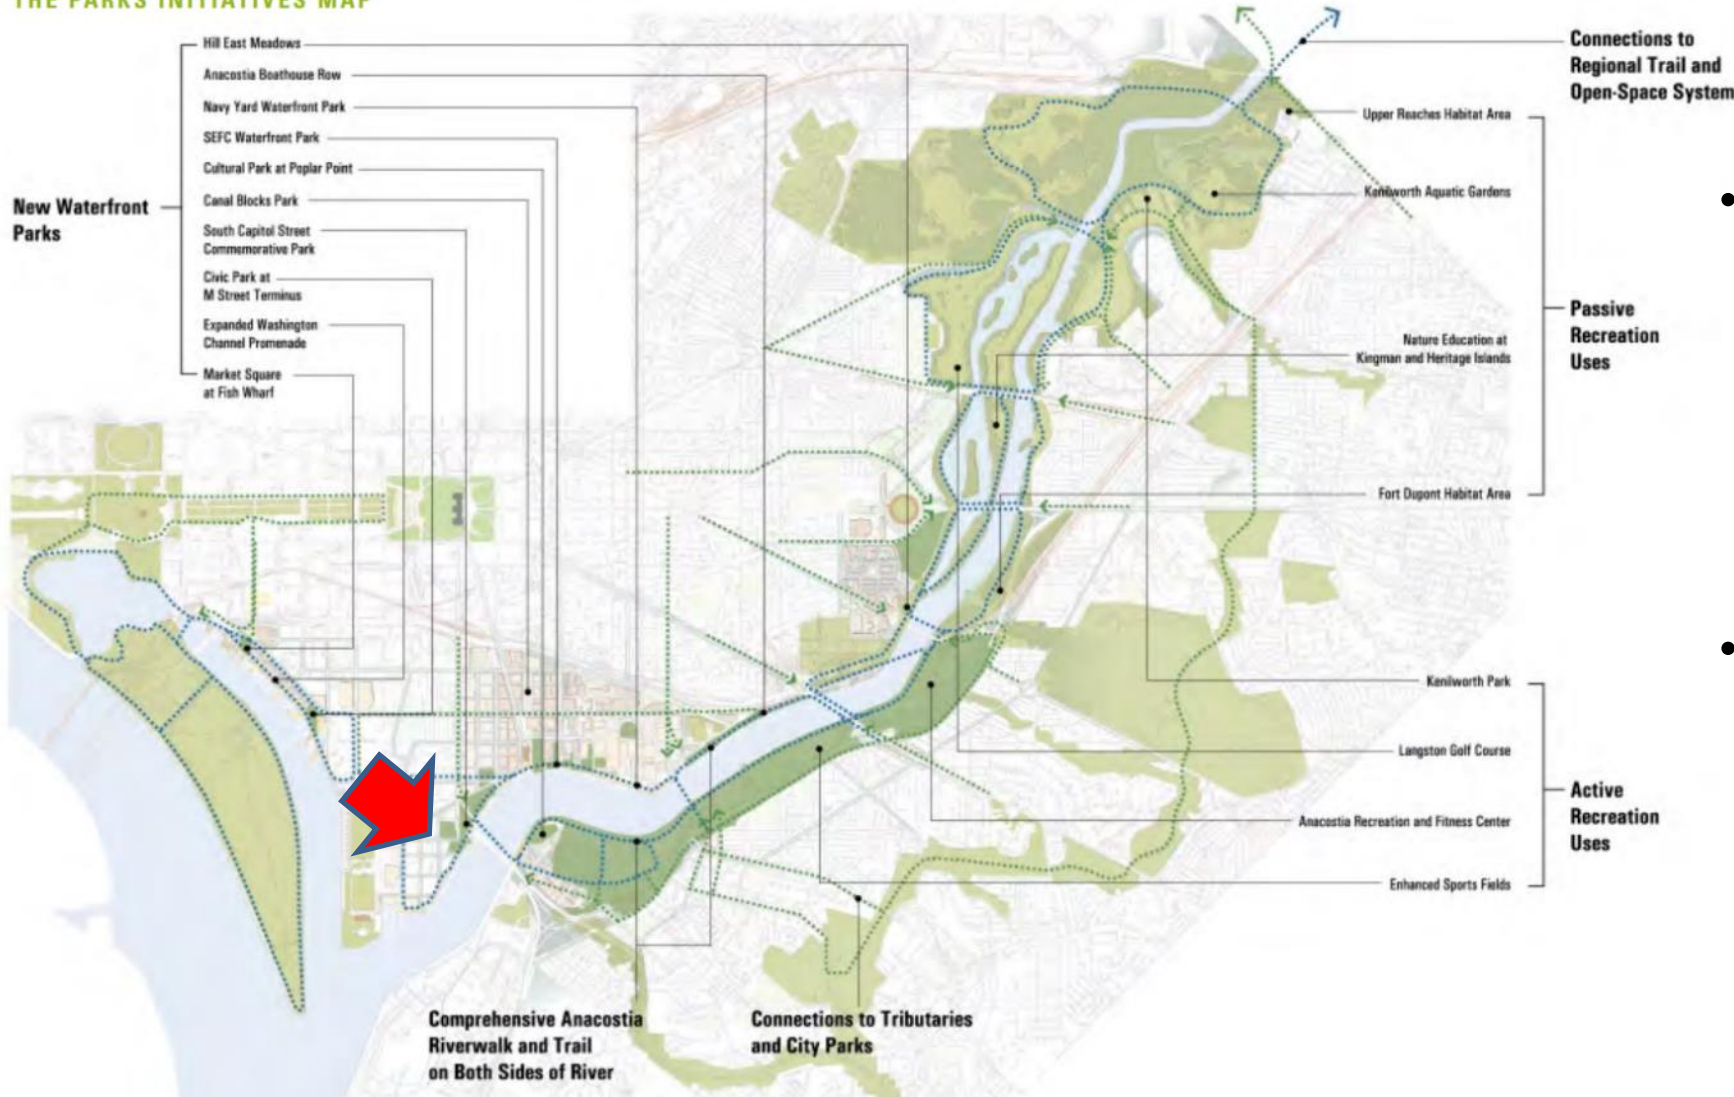 THE PARKS INITIATIVES MAP
New Waterfront
Parks
Hill East Meadows
Anacostia Boathouse Row
Navy Yard Waterfront Park
SEFC Waterfront Park
Cultural Park at Poplar Point
Canal Blocks Park
South Capitol Street
Commemorative Park
Civic Park at
M Street Terminus
Expanded Washington
Channel Promenade
Market Square
at Fish Wharf
Connections to
Regional Trail and
Open-Space System
Upper Reaches Habitat Area
Kenilworth Aquatic Gardens
Nature Education at
Kingman and Heritage Islands
Fort Dupont Habitat Area
Passive
Recreation
Uses
Kenilworth Park
Langston Golf Course
Anacostia Recreation and Fitness Center
Enhanced Sports Fields
Active
Recreation
Uses
Comprehensive Anacostia
Riverwalk and Trail
on Both Sides of River
Connections to Tributaries
and City Parks